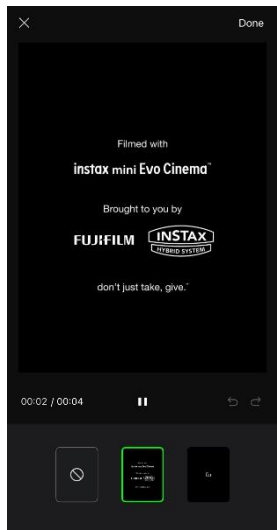 Done
Filmed with
instax mini Evo Cinema™
Brought to you by
FUJIFILM
INSTAX
HYBRID SYSTEM
don't just take, give.
00:02 / 00:04